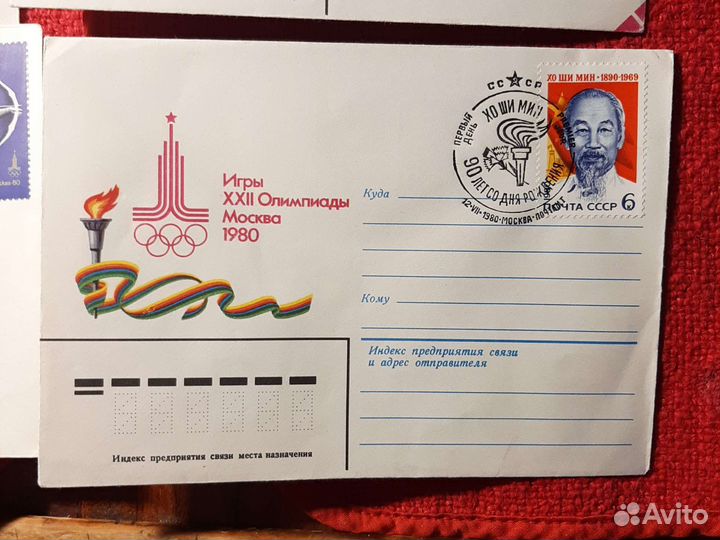 Игры
XXII Олимпиады
Москва
1980
СССР
ПЕРВЫЙ
ДЕНЬ
ХО ШИ МИН
90 ЛЕТ СО ДНЯ РОЖДЕНИЯ
12·VII·1980·МОСКВА·ПОЧТАМТ
ХО ШИ МИН·1890-1969
ПОЧТА СССР 6
Куда
Кому
Индекс предприятия связи
и адрес отправителя
Индекс предприятия связи места назначения
80
Avito